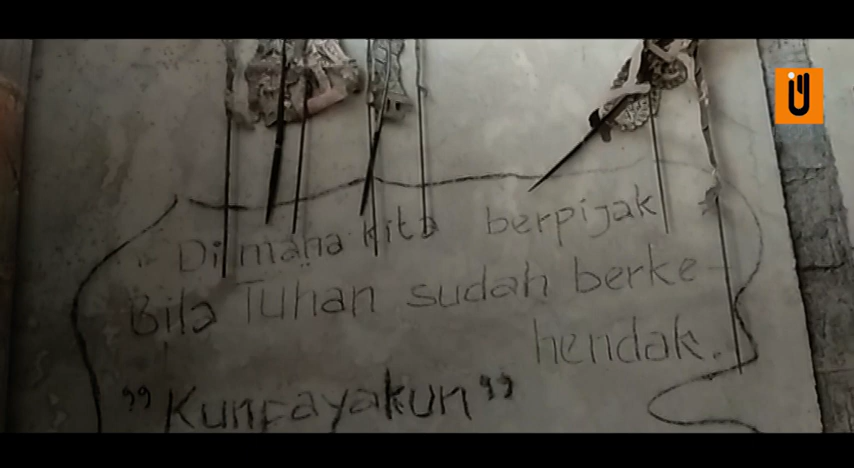 Di mana kita berpijak
Bila Tuhan sudah berke-
hendak.
"Kunfayakun"